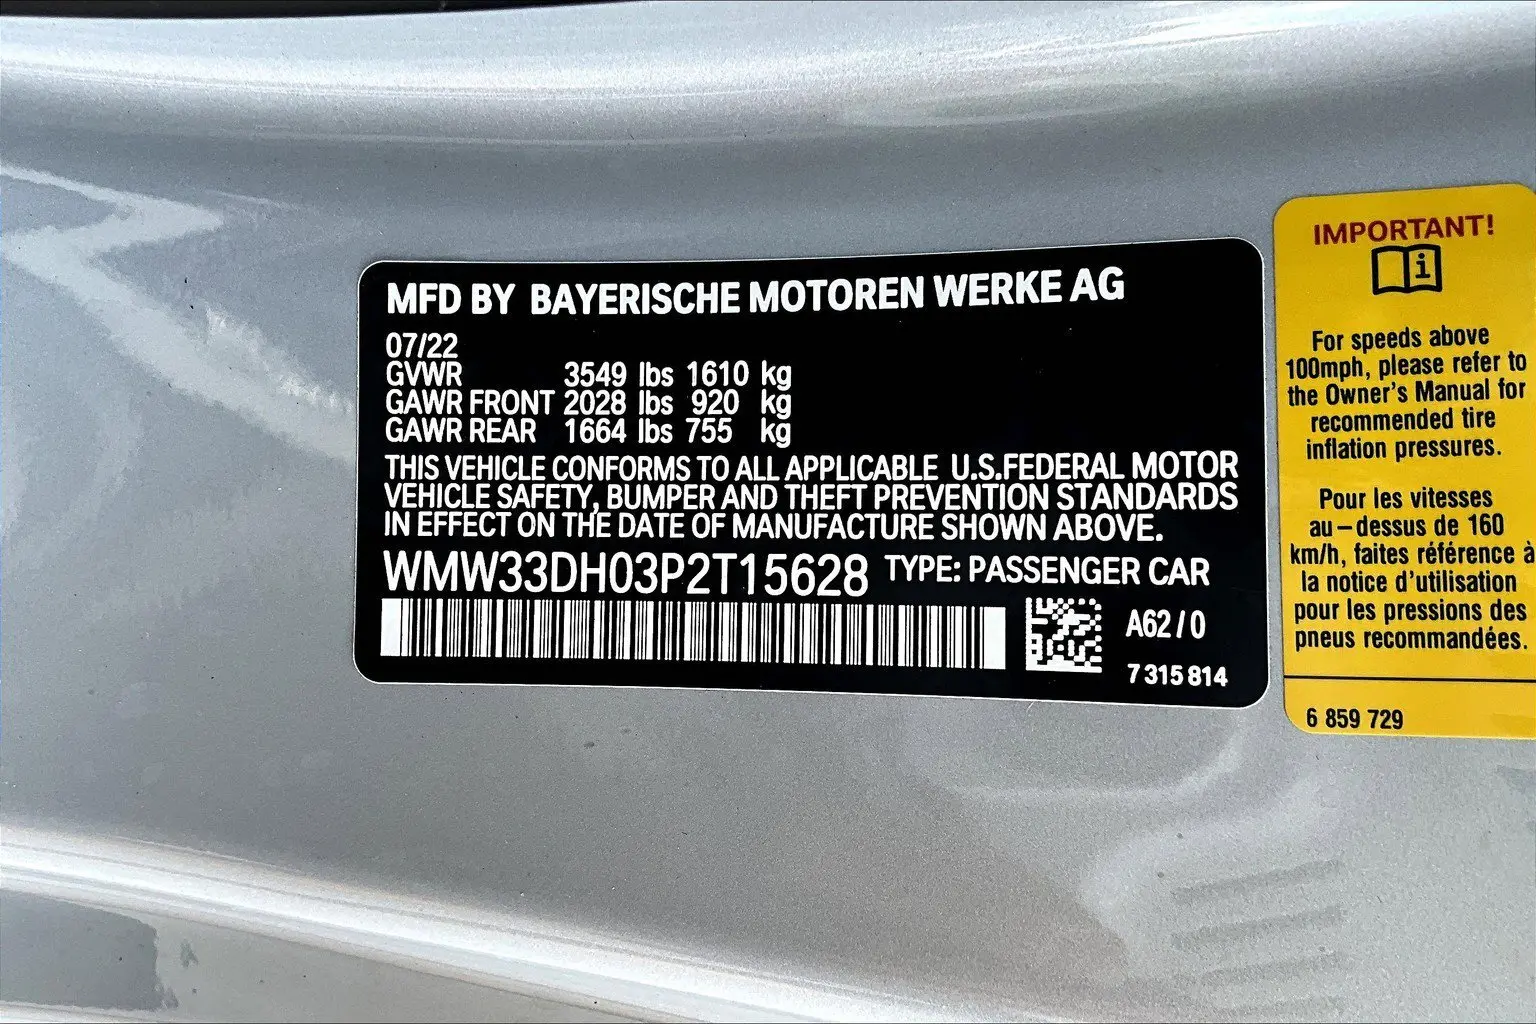 MFD BY BAYERISCHE MOTOREN WERKE AG
07/22
GVWR 3549 lbs 1610 kg
GAWR FRONT 2028 lbs 920 kg
GAWR REAR 1664 lbs 755 kg
THIS VEHICLE CONFORMS TO ALL APPLICABLE U.S.FEDERAL MOTOR
VEHICLE SAFETY, BUMPER AND THEFT PREVENTION STANDARDS
IN EFFECT ON THE DATE OF MANUFACTURE SHOWN ABOVE.
WMW33DH03P2T15628 TYPE: PASSENGER CAR
A62/0
7 315 814
IMPORTANT!
For speeds above
100mph, please refer to
the Owner's Manual for
recommended tire
inflation pressures.
Pour les vitesses
au-dessus de 160
km/h, faites référence à
la notice d'utilisation
pour les pressions des
pneus recommandées.
6 859 729